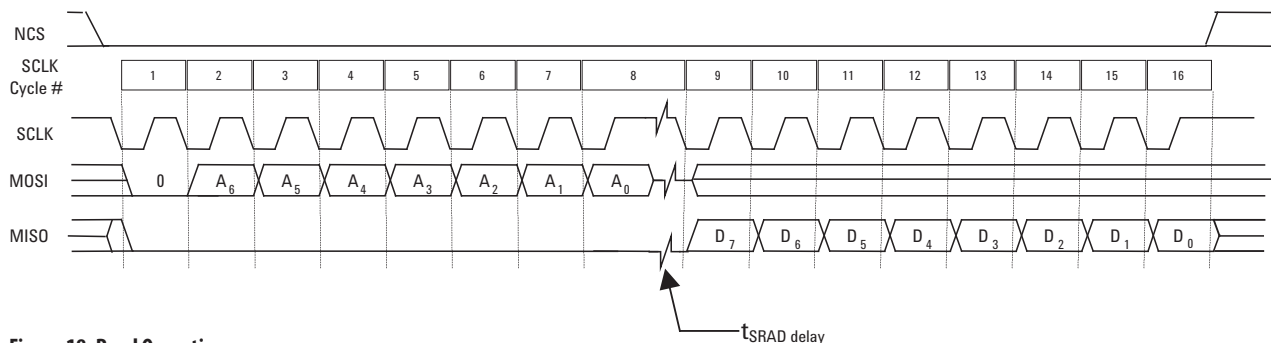 NCS
SCLK
Cycle #
1 2 3 4 5 6 7 8 9 10 11 12 13 14 15 16
SCLK
MOSI 0 A6 A5 A4 A3 A2 A1 A0
MISO D7 D6 D5 D4 D3 D2 D1 D0
tSRAD delay